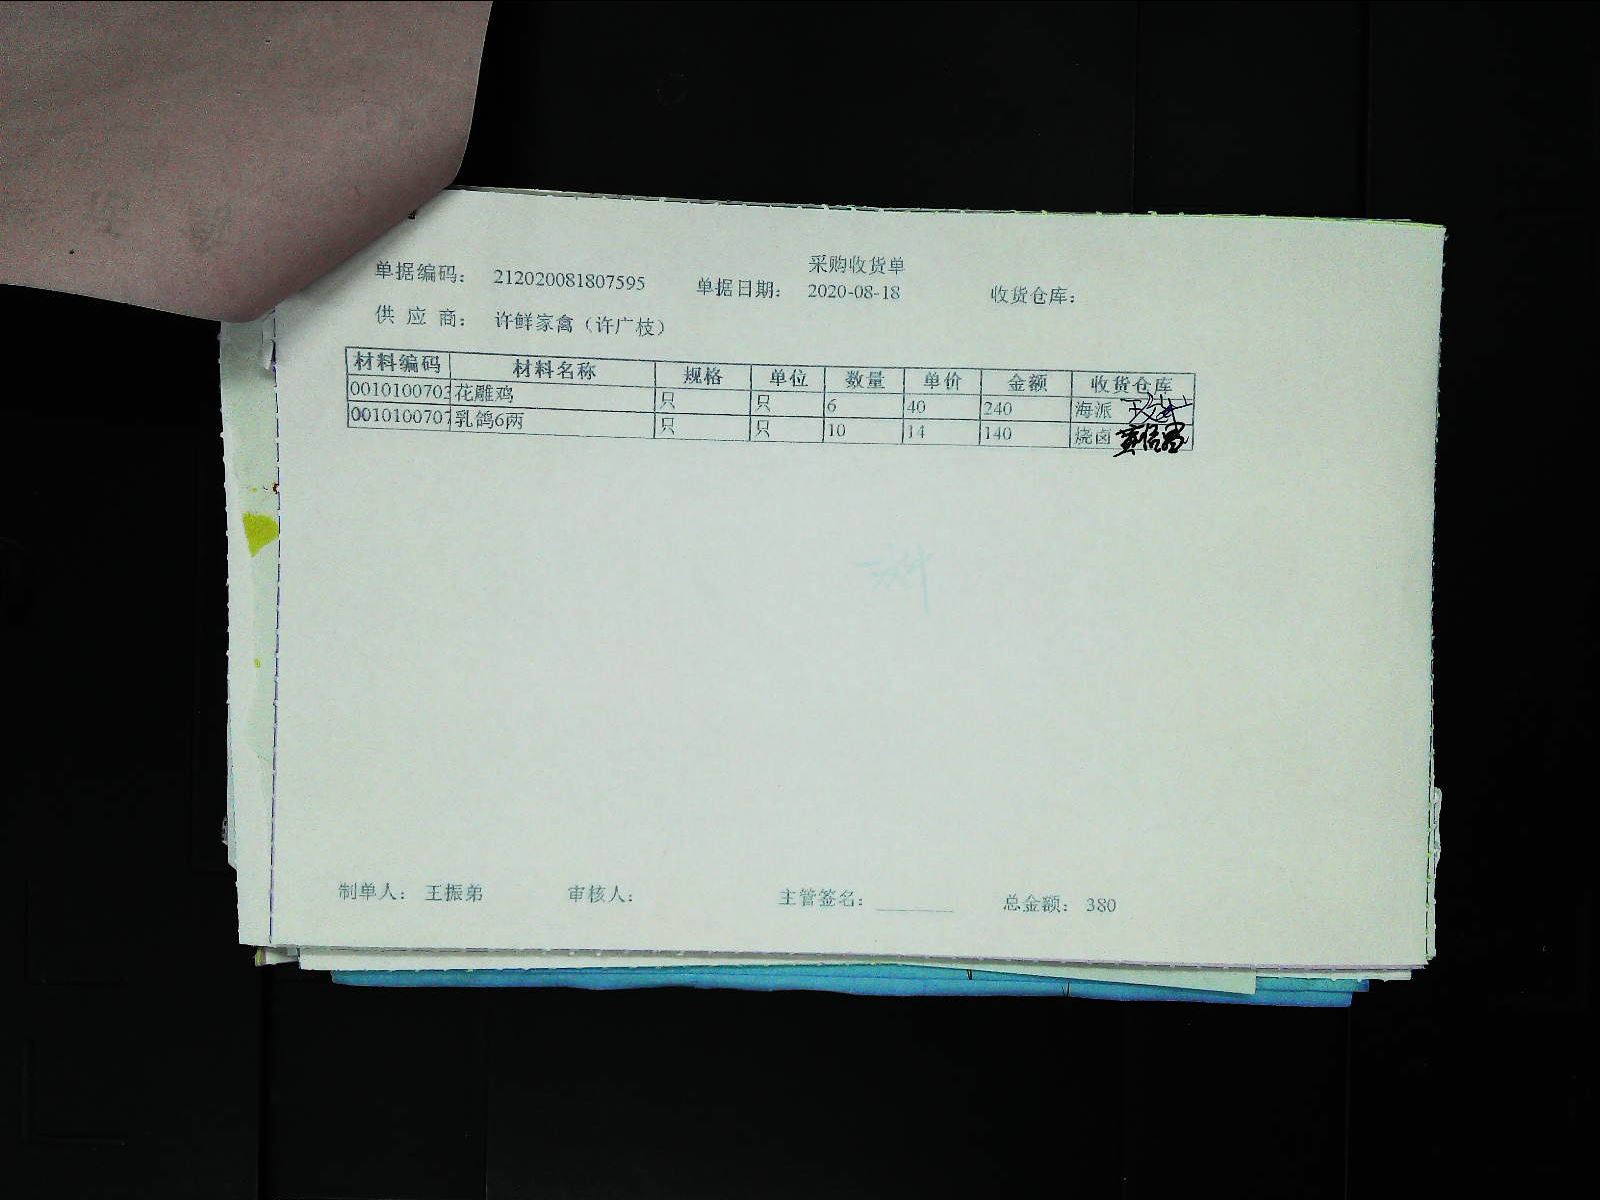 采购收货单
单据编码： 212020081807595 单据日期： 2020-08-18 收货仓库：
供 应 商： 许鲜家禽（许广枝）
材料编码 材料名称 规格 单位 数量 单价 金额 收货仓库
0010100703 花雕鸡 只 只 6 40 240 海派
0010100707 乳鸽6两 只 只 10 14 140 烧卤
制单人： 王振弟 审核人： 主管签名： 总金额： 380